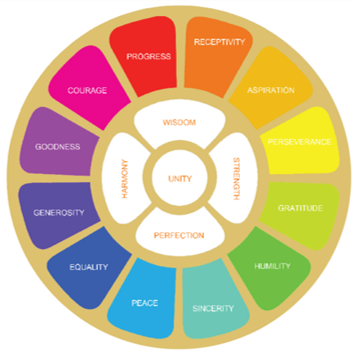 PROGRESS
RECEPTIVITY
ASPIRATION
PERSEVERANCE
GRATITUDE
HUMILITY
SINCERITY
PEACE
EQUALITY
GENEROSITY
GOODNESS
COURAGE
WISDOM
STRENGTH
PERFECTION
HARMONY
UNITY